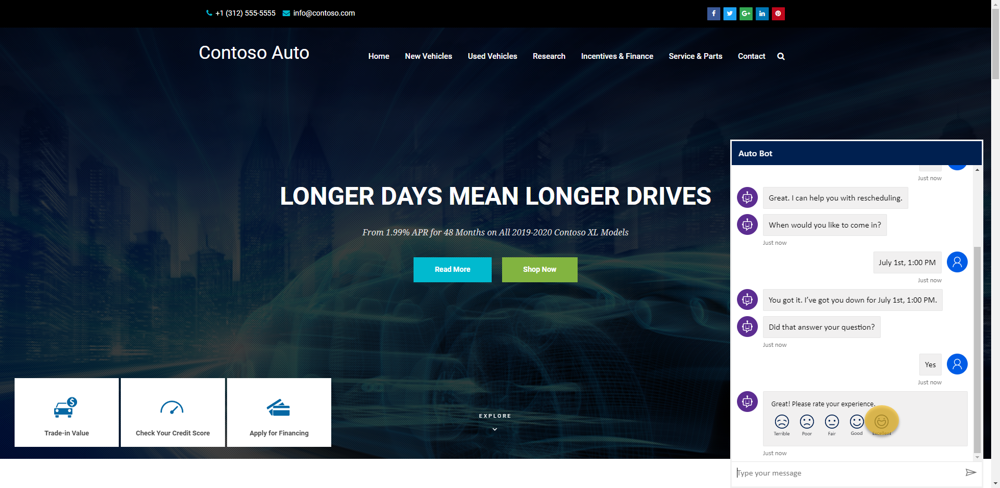 +1 (312) 555-5555 info@contoso.com
f G+ in
Contoso Auto
Home New Vehicles Used Vehicles Research Incentives & Finance Service & Parts Contact
LONGER DAYS MEAN LONGER DRIVES
From 1.99% APR for 48 Months on All 2019-2020 Contoso XL Models
Read More Shop Now
$
Trade-in Value Check Your Credit Score Apply for Financing
EXPLORE
Auto Bot
Just now
Great. I can help you with rescheduling.
When would you like to come in?
Just now
July 1st, 1:00 PM
Just now
You got it. I've got you down for July 1st, 1:00 PM.
Did that answer your question?
Just now
Yes
Just now
Great! Please rate your experience.
Terrible Poor Fair Good Excellent
Just now
Type your message